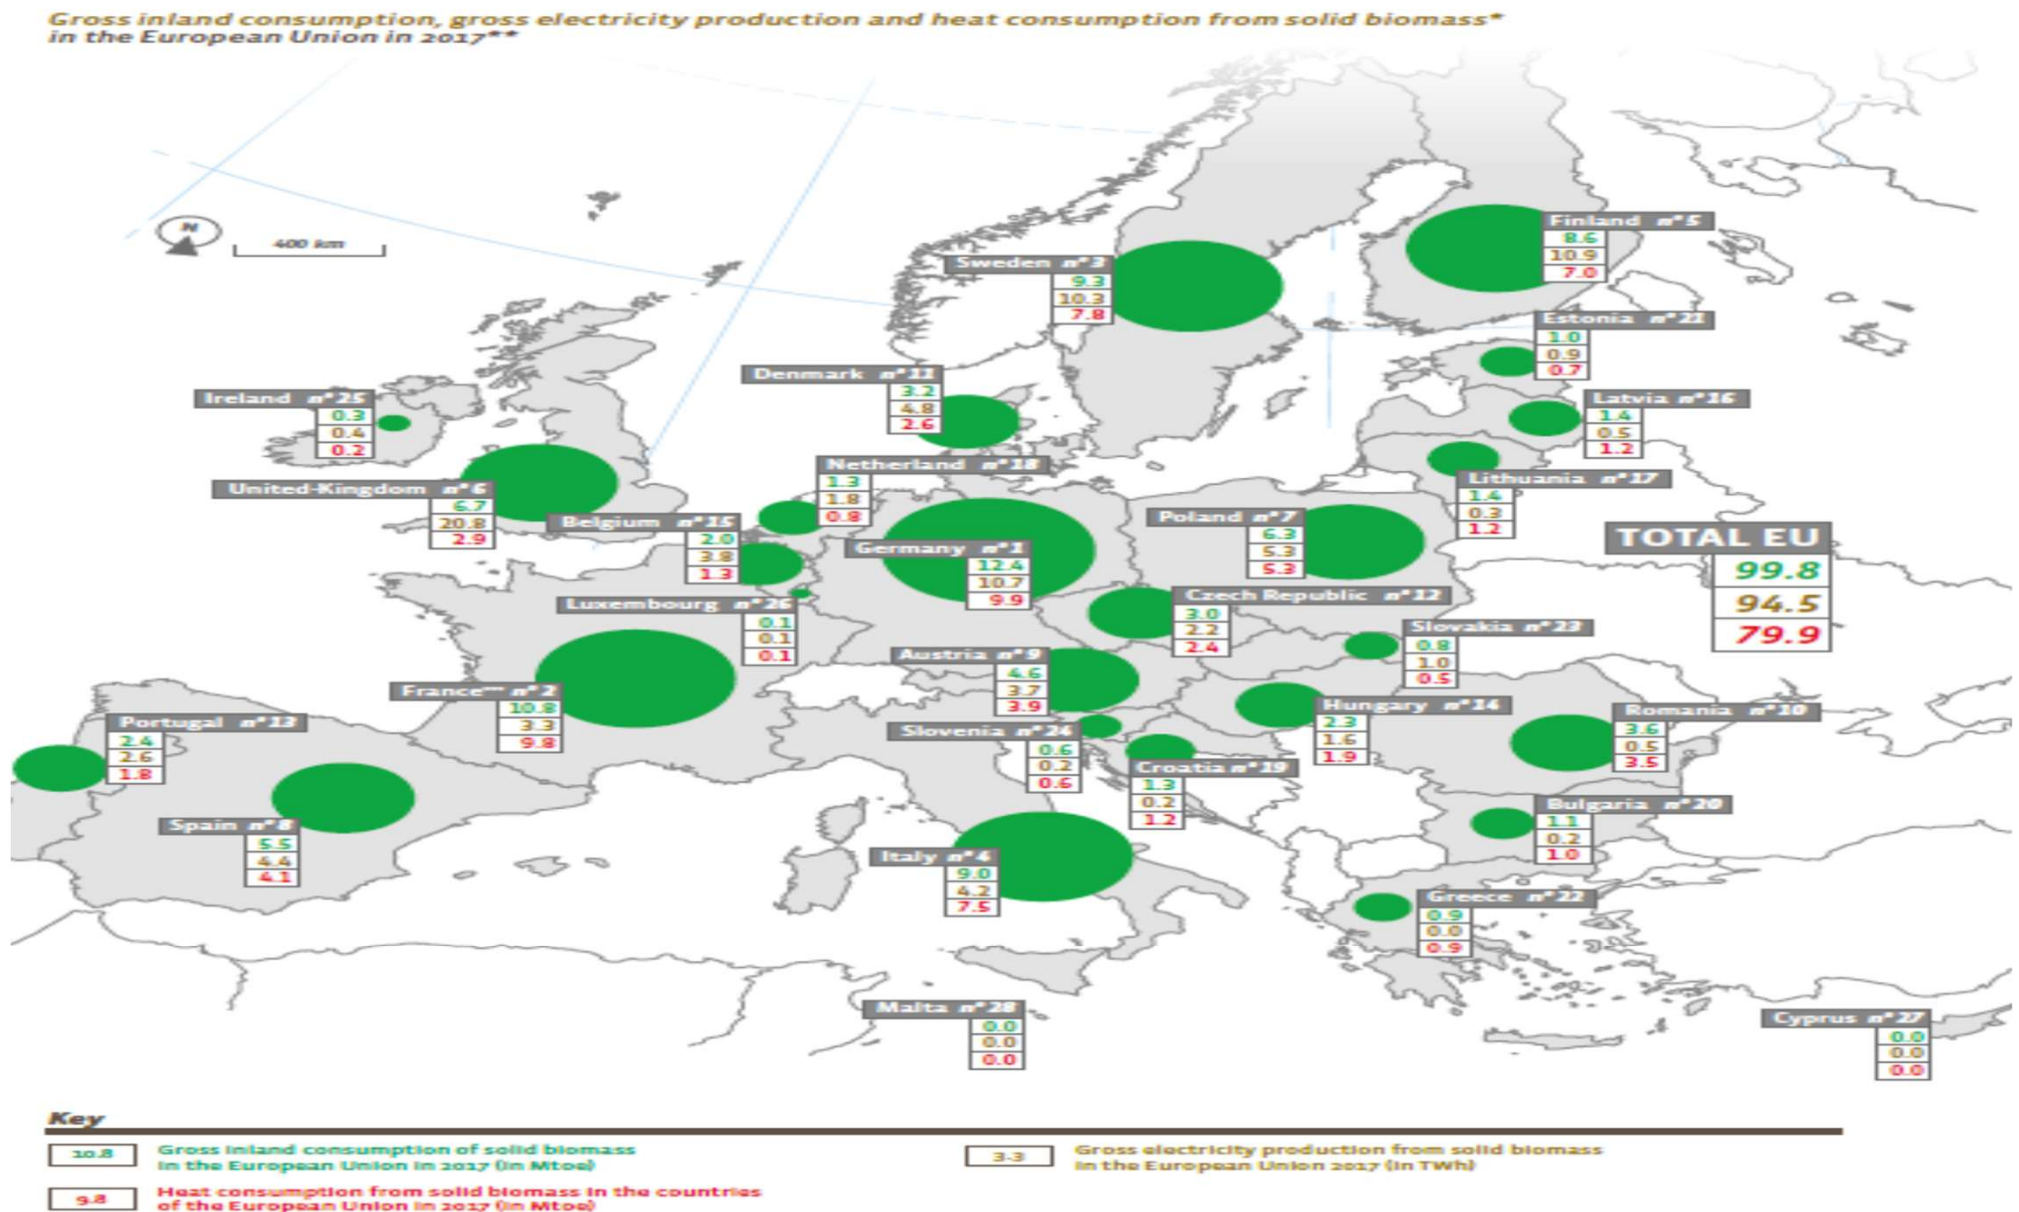 Gross inland consumption, gross electricity production and heat consumption from solid biomass*
in the European Union in 2017**
N
400 km
Finland n° 5
8.6
10.9
7.0
Sweden n° 3
9.3
10.3
7.8
Estonia n° 21
1.0
0.9
0.7
Denmark n° 11
3.2
4.8
2.6
Ireland n° 25
0.3
0.4
0.2
Latvia n° 16
1.4
0.5
1.2
Netherland n° 18
1.3
1.8
0.8
Lithuania n° 17
1.4
0.3
1.2
United-Kingdom n° 6
6.7
20.8
2.9
Belgium n° 15
2.0
3.8
1.3
Poland n° 7
6.3
5.3
5.3
TOTAL EU
99.8
94.5
79.9
Germany n° 1
12.4
10.7
9.9
Luxembourg n° 26
0.1
0.1
0.1
Czech Republic n° 12
3.0
2.2
2.4
Slovakia n° 23
0.8
1.0
0.5
Austria n° 9
4.6
3.7
3.9
France*** n° 2
10.8
3.3
9.8
Hungary n° 14
2.3
1.6
1.9
Romania n° 10
3.6
0.5
3.5
Portugal n° 13
2.4
2.6
1.8
Slovenia n° 24
0.6
0.2
0.6
Croatia n° 19
1.3
0.2
1.2
Bulgaria n° 20
1.1
0.2
1.0
Spain n° 8
5.5
4.4
4.1
Italy n° 4
9.0
4.2
7.5
Greece n° 22
0.9
0.0
0.9
Malta n° 28
0.0
0.0
0.0
Cyprus n° 27
0.0
0.0
0.0
Key
10.8
Gross inland consumption of solid biomass
in the European Union in 2017 (in Mtoe)
3.3
Gross electricity production from solid biomass
in the European Union 2017 (in TWh)
9.8
Heat consumption from solid biomass in the countries
of the European Union in 2017 (in Mtoe)